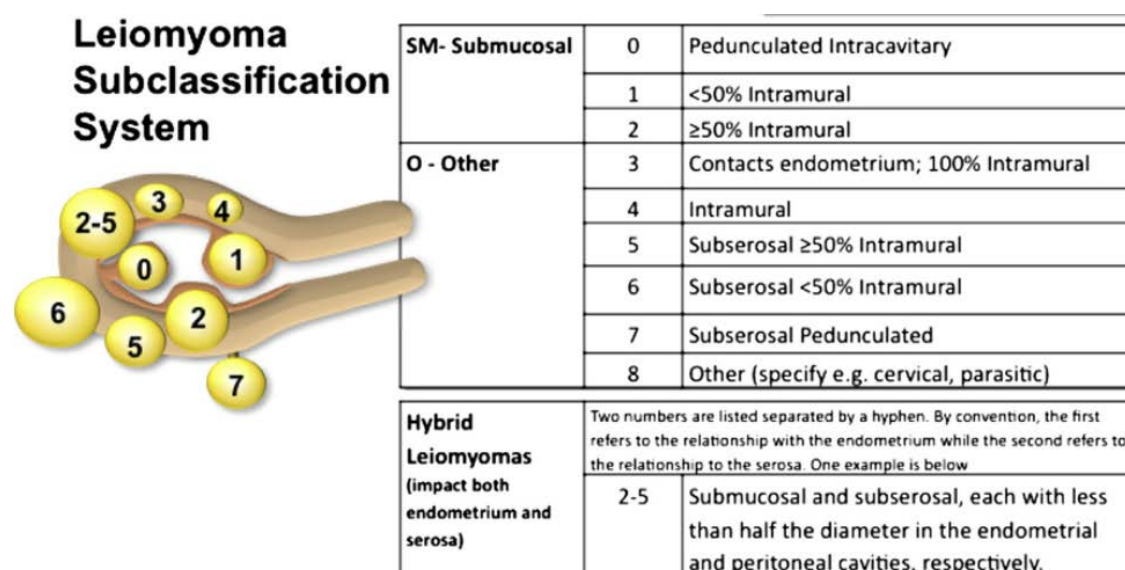 Leiomyoma
Subclassification
System
3
4
2-5
0
1
6
2
5
7
SM- Submucosal
0
Pedunculated Intracavitary
1
<50% Intramural
2
≥50% Intramural
O - Other
3
Contacts endometrium; 100% Intramural
4
Intramural
5
Subserosal ≥50% Intramural
6
Subserosal <50% Intramural
7
Subserosal Pedunculated
8
Other (specify e.g. cervical, parasitic)
Hybrid
Leiomyomas
(impact both
endometrium and
serosa)
Two numbers are listed separated by a hyphen. By convention, the first
refers to the relationship with the endometrium while the second refers to
the relationship to the serosa. One example is below
2-5
Submucosal and subserosal, each with less
than half the diameter in the endometrial
and peritoneal cavities, respectively.